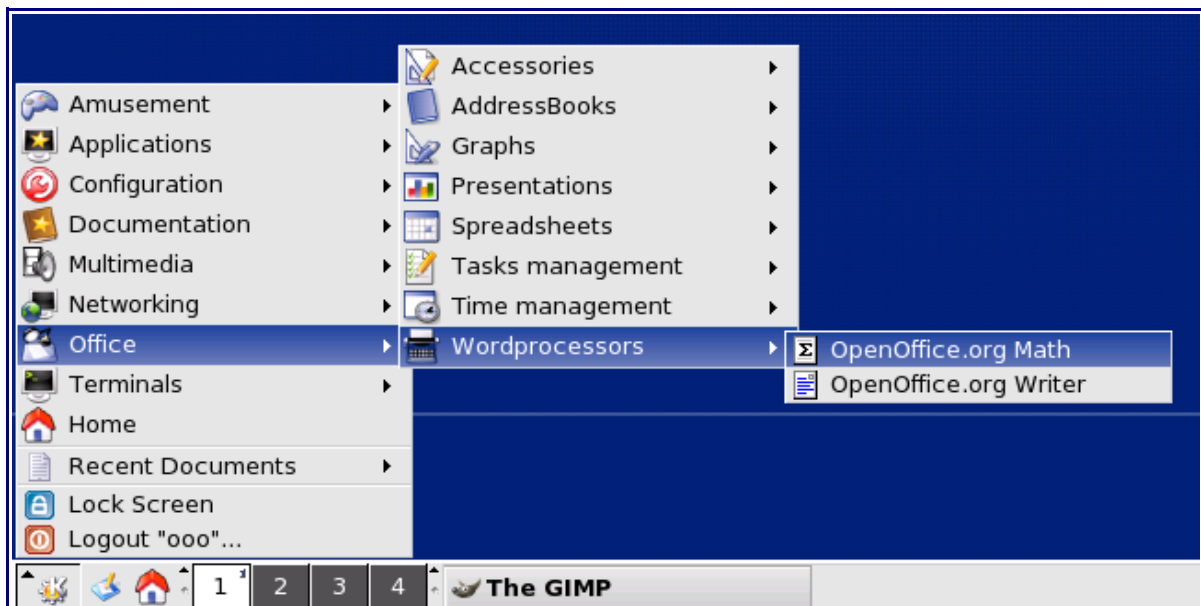 Amusement
Applications
Configuration
Documentation
Multimedia
Networking
Office
Terminals
Home
Recent Documents
Lock Screen
Logout "ooo"...
Accessories
AddressBooks
Graphs
Presentations
Spreadsheets
Tasks management
Time management
Wordprocessors
OpenOffice.org Math
OpenOffice.org Writer
1 2 3 4 The GIMP